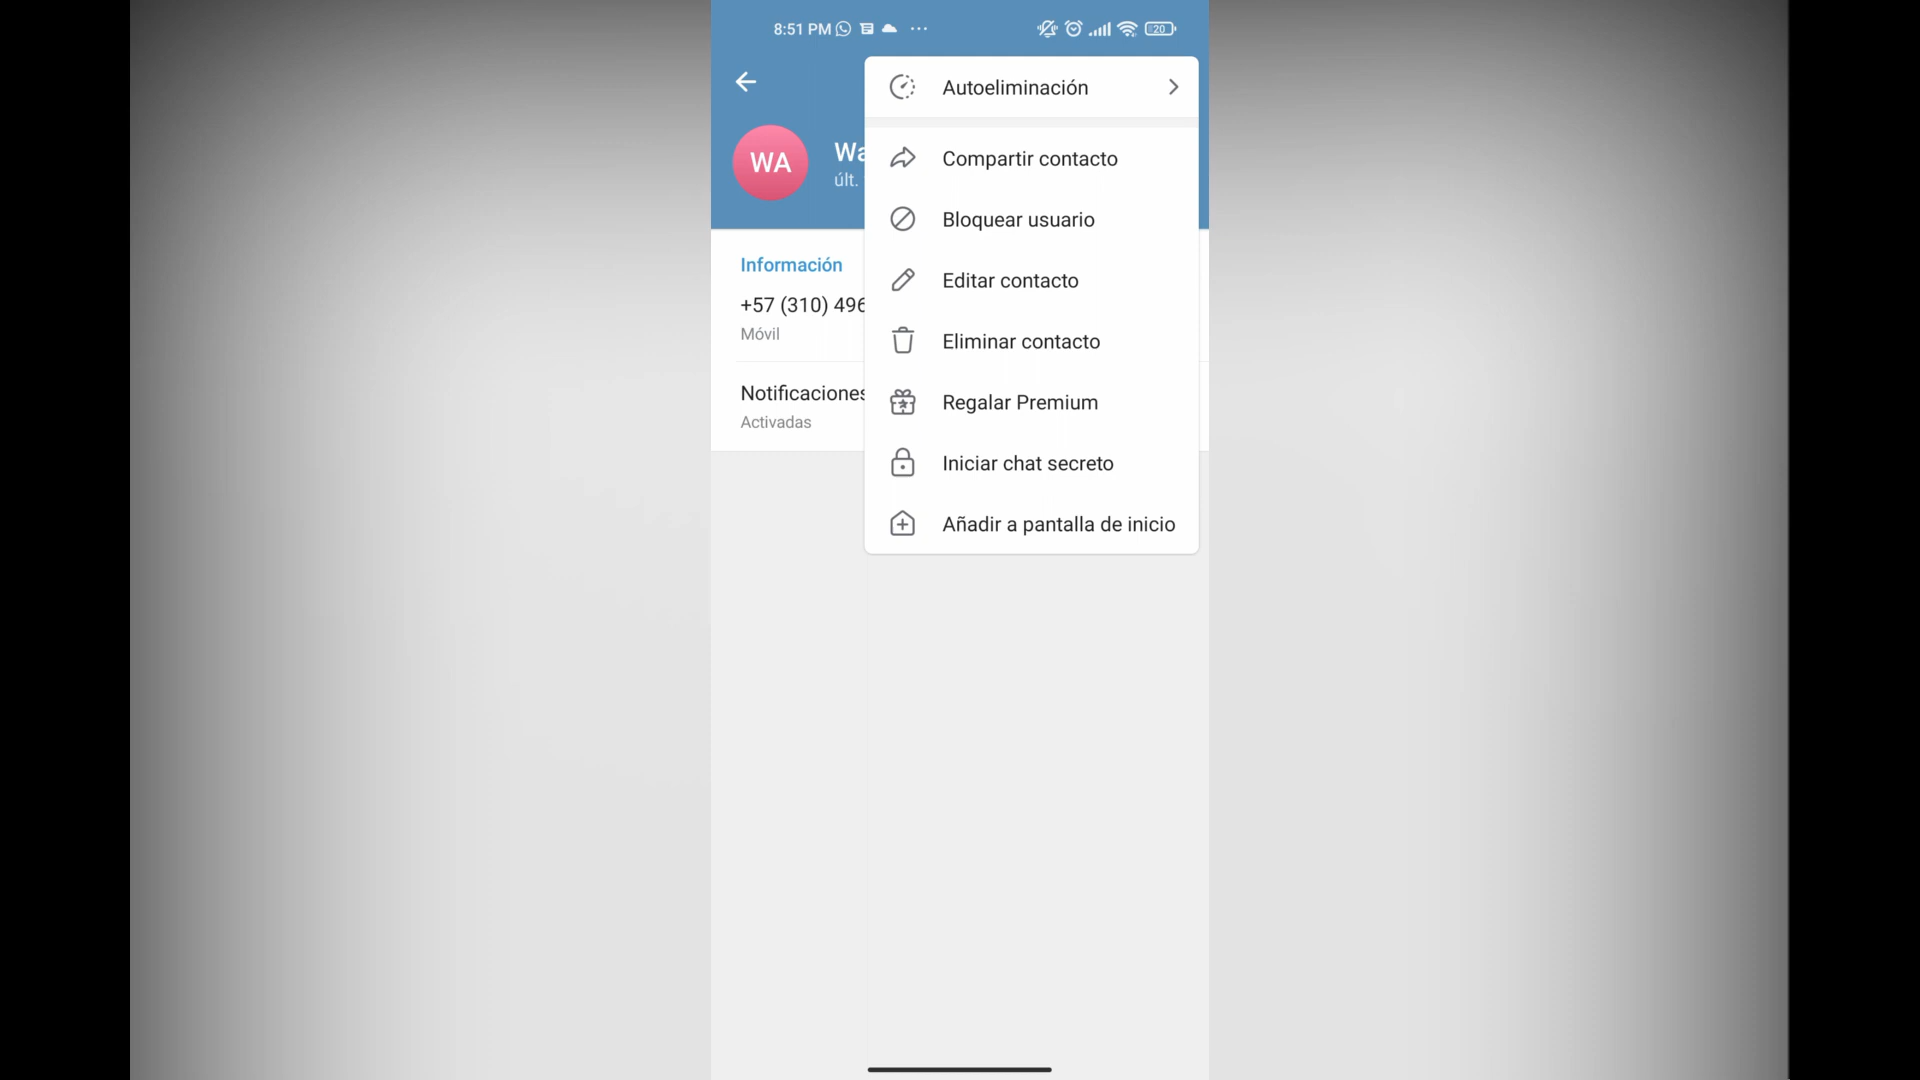 8:51 PM
20
Autoeliminación
WA
Wa
últ.
Compartir contacto
Bloquear usuario
Información
+57 (310) 496
Móvil
Editar contacto
Eliminar contacto
Notificaciones
Activadas
Regalar Premium
Iniciar chat secreto
Añadir a pantalla de inicio